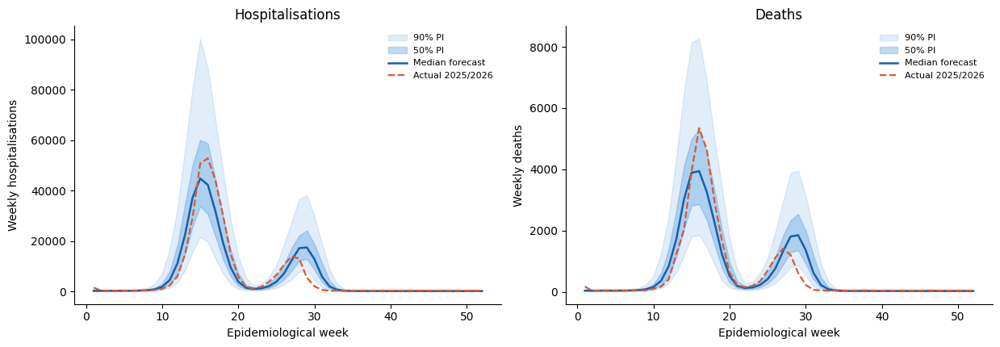 Hospitalisations
100000
80000
60000
40000
20000
0
Weekly hospitalisations
0 10 20 30 40 50
Epidemiological week
90% PI
50% PI
Median forecast
Actual 2025/2026
Deaths
8000
6000
4000
2000
0
Weekly deaths
0 10 20 30 40 50
Epidemiological week
90% PI
50% PI
Median forecast
Actual 2025/2026